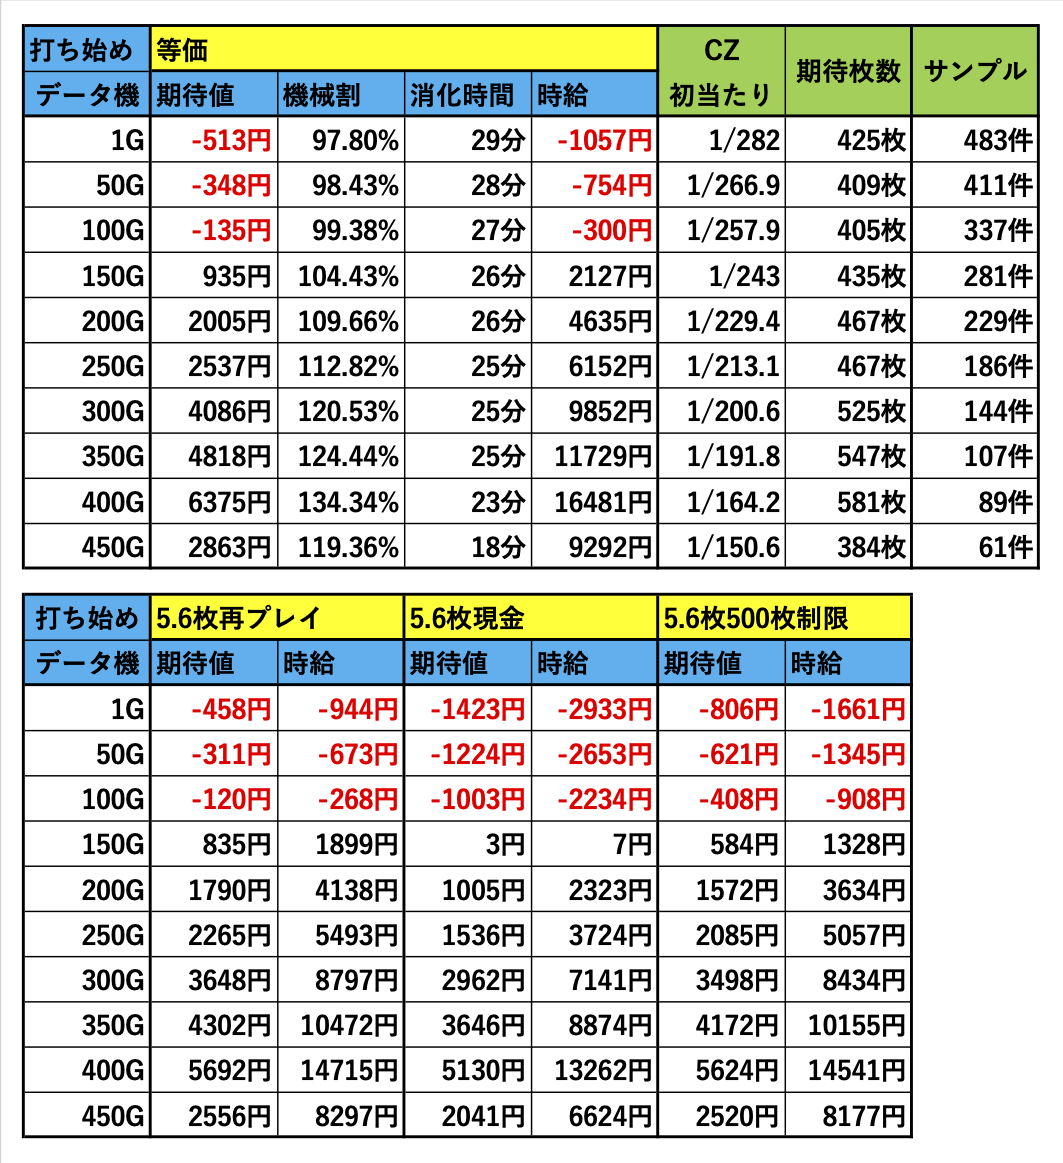 打ち始め 等価 CZ 期待枚数 サンプル
データ機 期待値 機械割 消化時間 時給 初当たり
1G -513円 97.80% 29分 -1057円 1/282 425枚 483件
50G -348円 98.43% 28分 -754円 1/266.9 409枚 411件
100G -135円 99.38% 27分 -300円 1/257.9 405枚 337件
150G 935円 104.43% 26分 2127円 1/243 435枚 281件
200G 2005円 109.66% 26分 4635円 1/229.4 467枚 229件
250G 2537円 112.82% 25分 6152円 1/213.1 467枚 186件
300G 4086円 120.53% 25分 9852円 1/200.6 525枚 144件
350G 4818円 124.44% 25分 11729円 1/191.8 547枚 107件
400G 6375円 134.34% 23分 16481円 1/164.2 581枚 89件
450G 2863円 119.36% 18分 9292円 1/150.6 384枚 61件
打ち始め 5.6枚再プレイ 5.6枚現金 5.6枚500枚制限
データ機 期待値 時給 期待値 時給 期待値 時給
1G -458円 -944円 -1423円 -2933円 -806円 -1661円
50G -311円 -673円 -1224円 -2653円 -621円 -1345円
100G -120円 -268円 -1003円 -2234円 -408円 -908円
150G 835円 1899円 3円 7円 584円 1328円
200G 1790円 4138円 1005円 2323円 1572円 3634円
250G 2265円 5493円 1536円 3724円 2085円 5057円
300G 3648円 8797円 2962円 7141円 3498円 8434円
350G 4302円 10472円 3646円 8874円 4172円 10155円
400G 5692円 14715円 5130円 13262円 5624円 14541円
450G 2556円 8297円 2041円 6624円 2520円 8177円